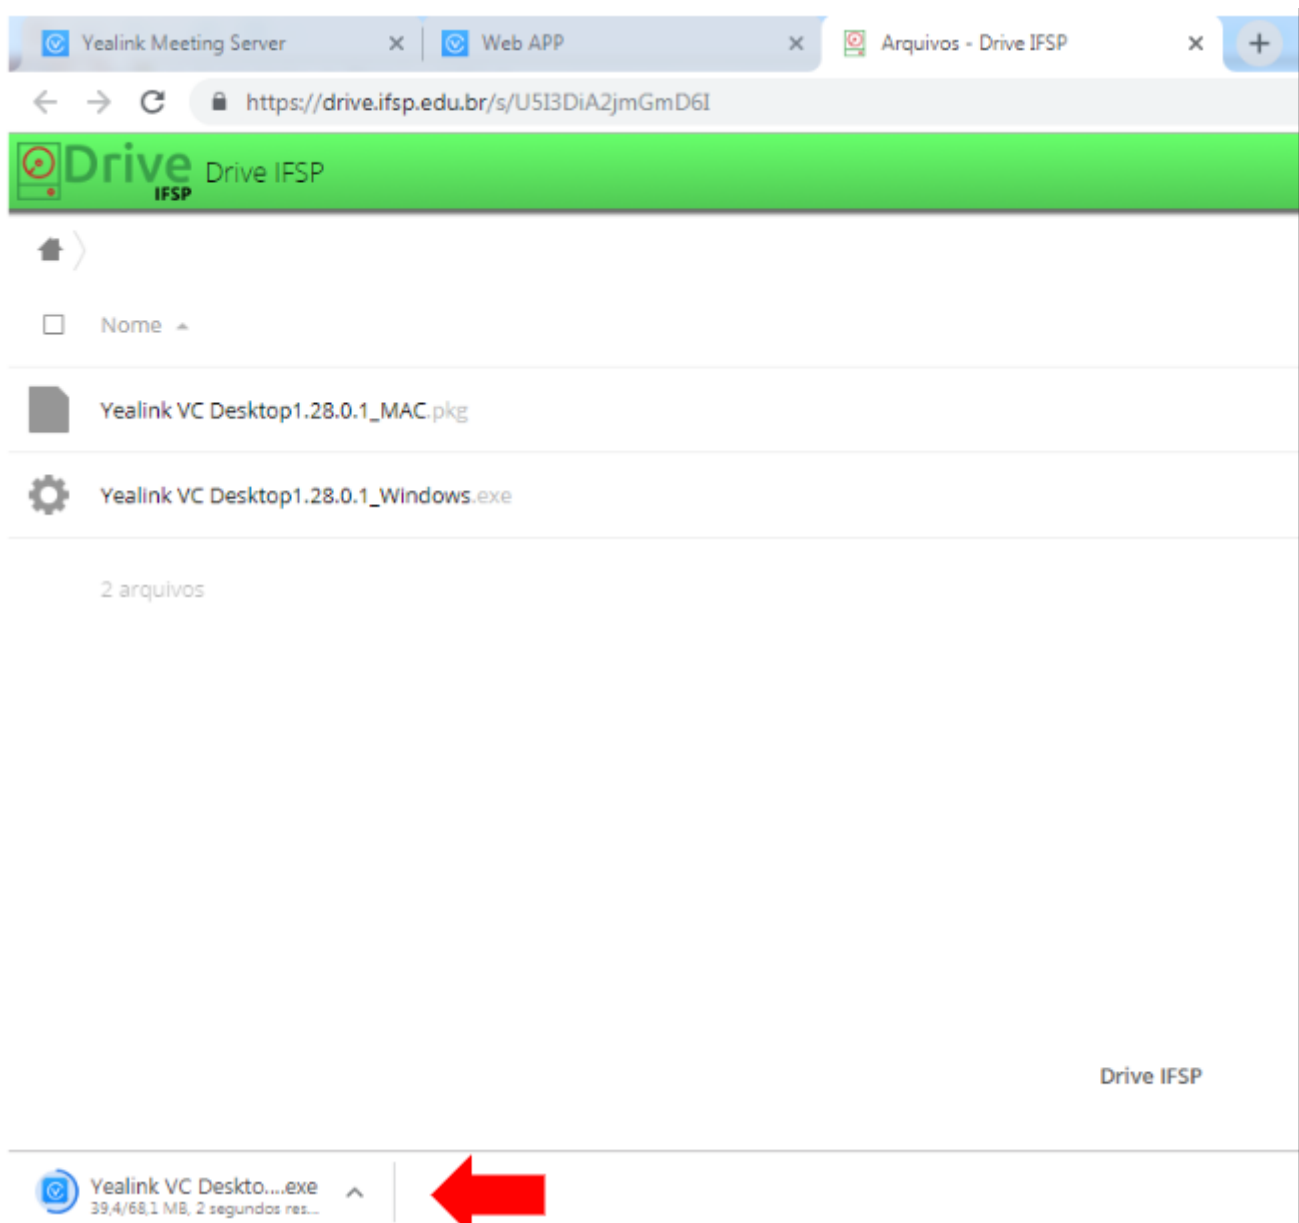 Yealink Meeting Server
Web APP
Arquivos - Drive IFSP
https://drive.ifsp.edu.br/s/U5I3DiA2jmGmD6I
Drive
IFSP
Drive IFSP
Nome
Yealink VC Desktop1.28.0.1_MAC.pkg
Yealink VC Desktop1.28.0.1_Windows.exe
2 arquivos
Drive IFSP
Yealink VC Deskto....exe
39,4/68,1 MB, 2 segundos res...